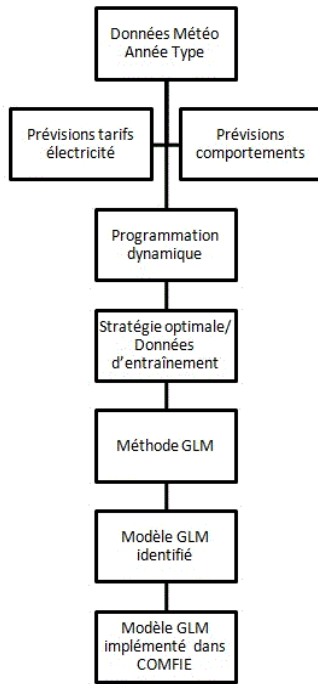 Données Météo
Année Type
Prévisions tarifs
électricité
Prévisions
comportements
Programmation
dynamique
Stratégie optimale/
Données
d'entraînement
Méthode GLM
Modèle GLM
identifié
Modèle GLM
implémenté dans
COMFIE